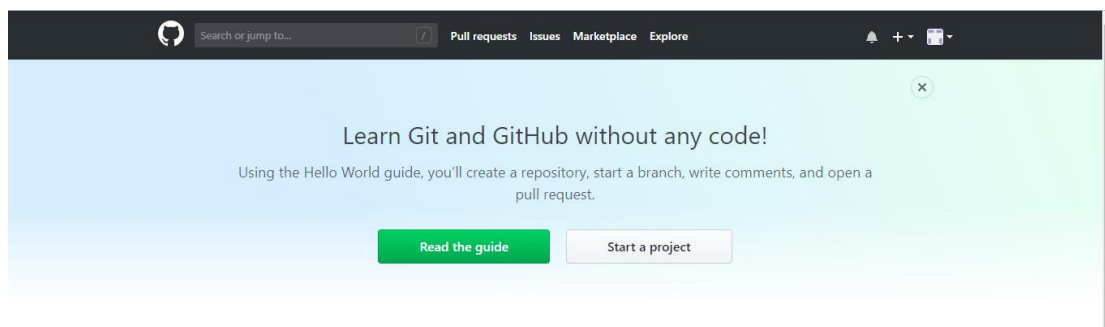 Search or jump to... /
Pull requests Issues Marketplace Explore
Learn Git and GitHub without any code!
Using the Hello World guide, you'll create a repository, start a branch, write comments, and open a
pull request.
Read the guide
Start a project